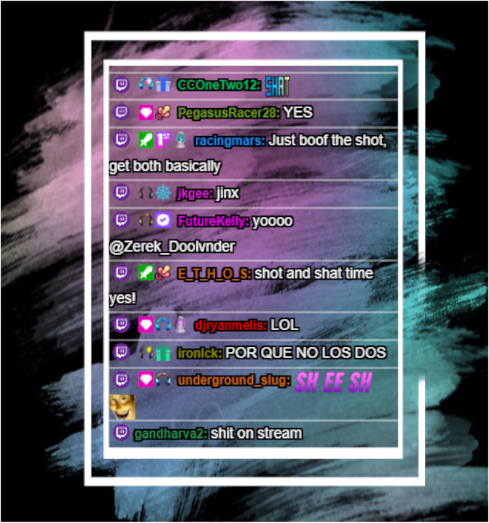 CCOneTwo12: SHAT
PegasusRacer28: YES
1ST racingmars: Just boof the shot,
get both basically
jkgee: jinx
FutureKelly: yoooo
@Zerek_Doolvnder
E_T_H_O_S: shot and shat time
yes!
djryanmelis: LOL
ironick: POR QUE NO LOS DOS
underground_slug: SH EE SH
gandharva2: shit on stream